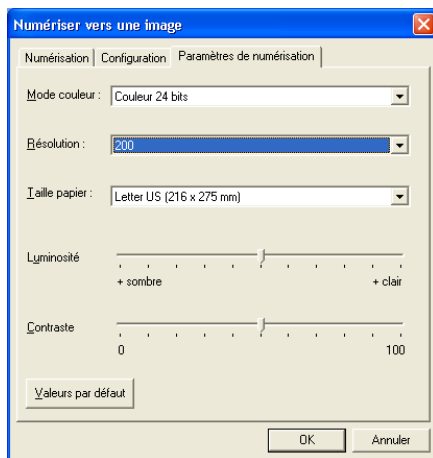 Numériser vers une image
Numérisation Configuration Paramètres de numérisation
Mode couleur : Couleur 24 bits
Résolution : 200
Taille papier : Letter US (216 x 275 mm)
Luminosité
+ sombre + clair
Contraste
0 100
Valeurs par défaut
OK Annuler